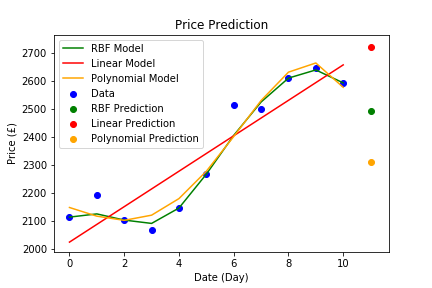 Price Prediction
RBF Model
Linear Model
Polynomial Model
Data
RBF Prediction
Linear Prediction
Polynomial Prediction
2700
2600
2500
2400
2300
2200
2100
2000
Price (£)
0 2 4 6 8 10
Date (Day)